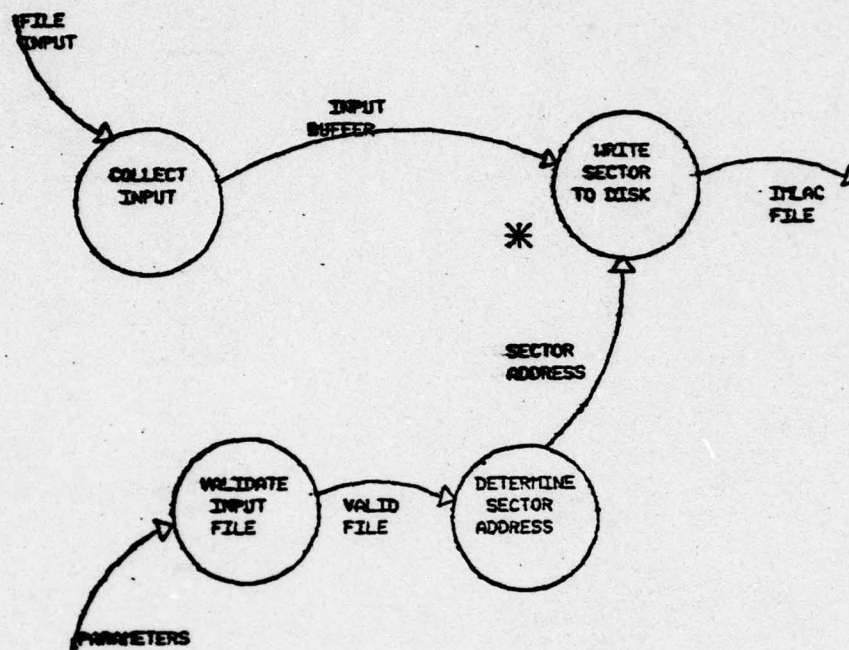 FILE
INPUT
INPUT
BUFFER
COLLECT
INPUT
WRITE
SECTOR
TO DISK
IMLAC
FILE
*
SECTOR
ADDRESS
VALIDATE
INPUT
FILE
VALID
FILE
DETERMINE
SECTOR
ADDRESS
PARAMETERS